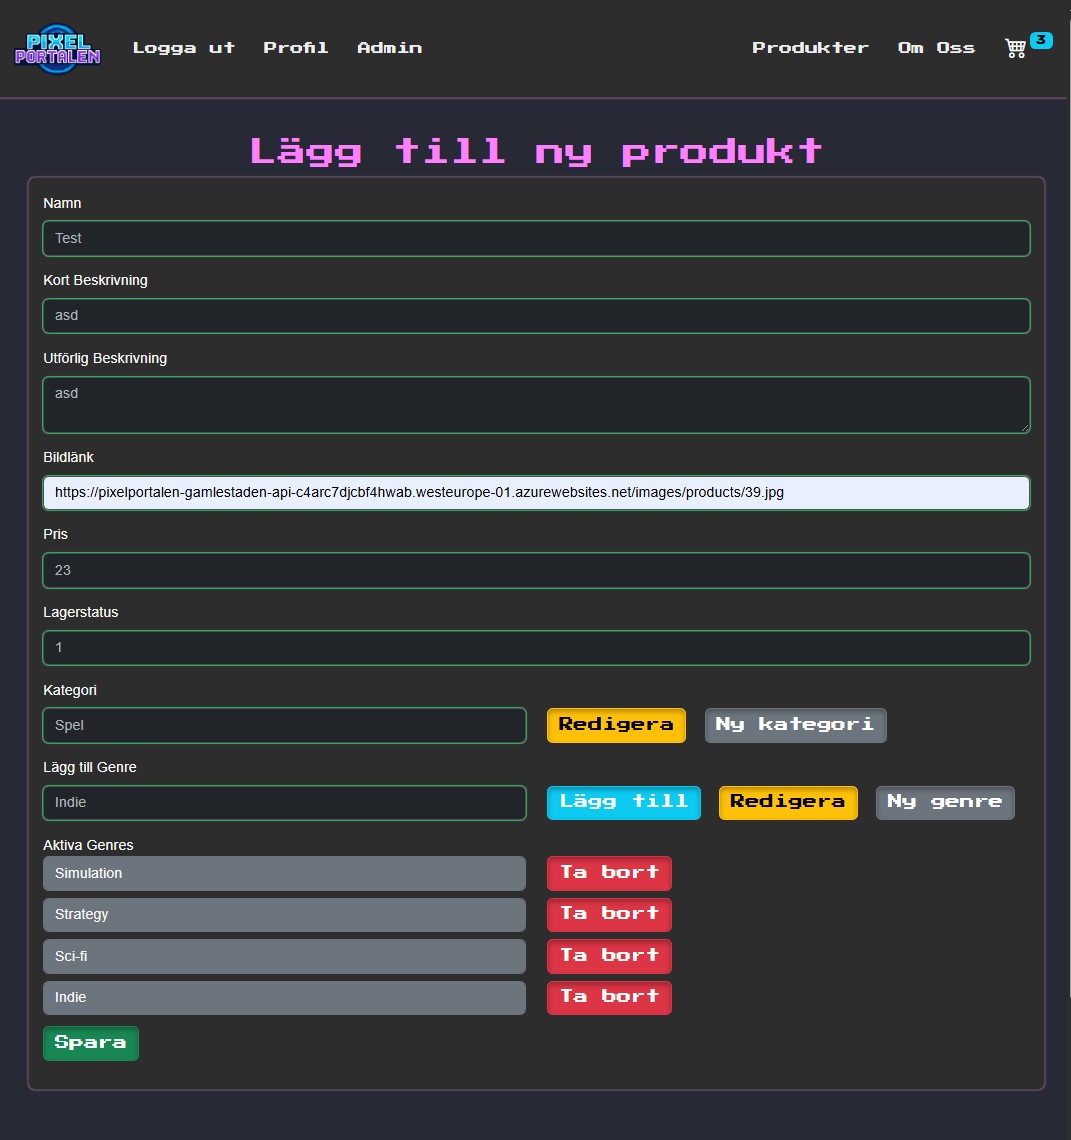 PIXEL
PORTALEN
Logga ut Profil Admin Produkter Om Oss 3
Lägg till ny produkt
Namn
Test
Kort Beskrivning
asd
Utförlig Beskrivning
asd
Bildlänk
https://pixelportalen-gamlestaden-api-c4arc7djcbf4hwab.westeurope-01.azurewebsites.net/images/products/39.jpg
Pris
23
Lagerstatus
1
Kategori
Spel Redigera Ny kategori
Lägg till Genre
Indie Lägg till Redigera Ny genre
Aktiva Genres
Simulation Ta bort
Strategy Ta bort
Sci-fi Ta bort
Indie Ta bort
Spara